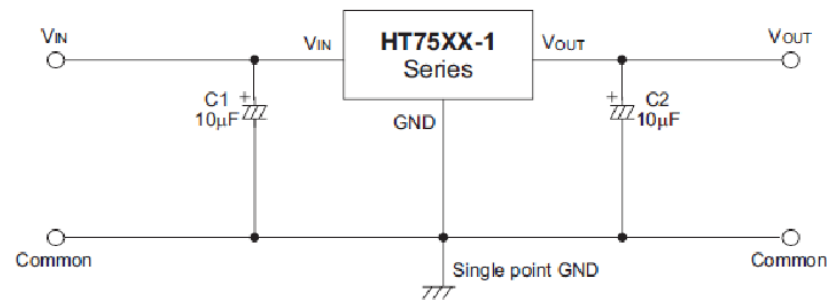 VIN
VIN
HT75XX-1
Series
VOUT
VOUT
C1 +
10μF
GND
+ C2
10μF
Common
Single point GND
Common